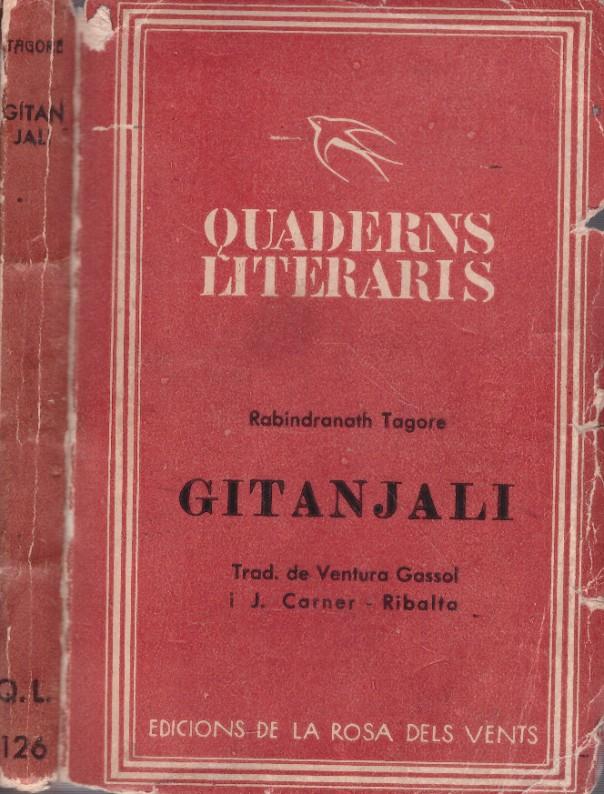 TAGORE
GÍTAN
JALI
Q.L.
126
QUADERNS
LITERARIS
Rabindranath Tagore
GITANJALI
Trad. de Ventura Gassol
i J. Carner - Ribalta
EDICIONS DE LA ROSA DELS VENTS